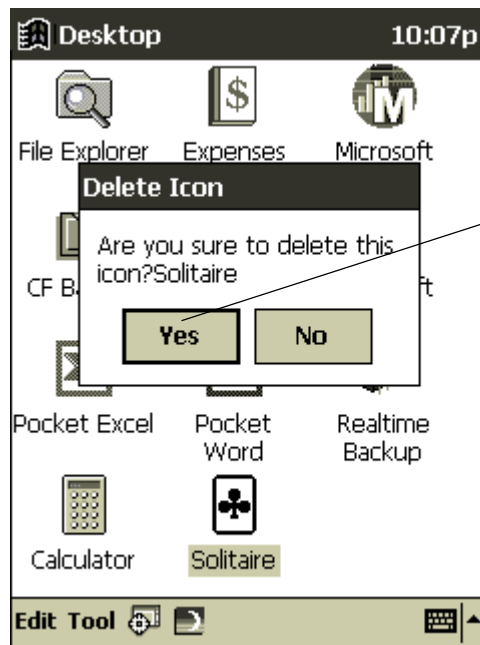 Desktop 10:07p
File Explorer Expenses Microsoft
Delete Icon
Are you sure to delete this
icon?Solitaire
CF B
Yes No
Pocket Excel Pocket Realtime
Word Backup
Calculator Solitaire
Edit Tool